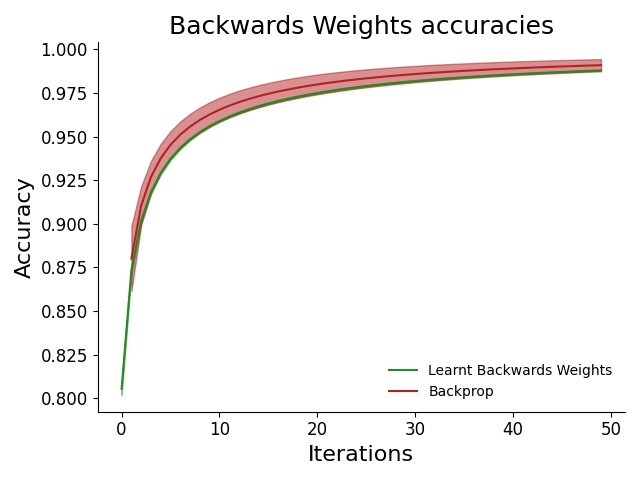 Backwards Weights accuracies
Accuracy
1.000
0.975
0.950
0.925
0.900
0.875
0.850
0.825
0.800
Learnt Backwards Weights
Backprop
0 10 20 30 40 50
Iterations